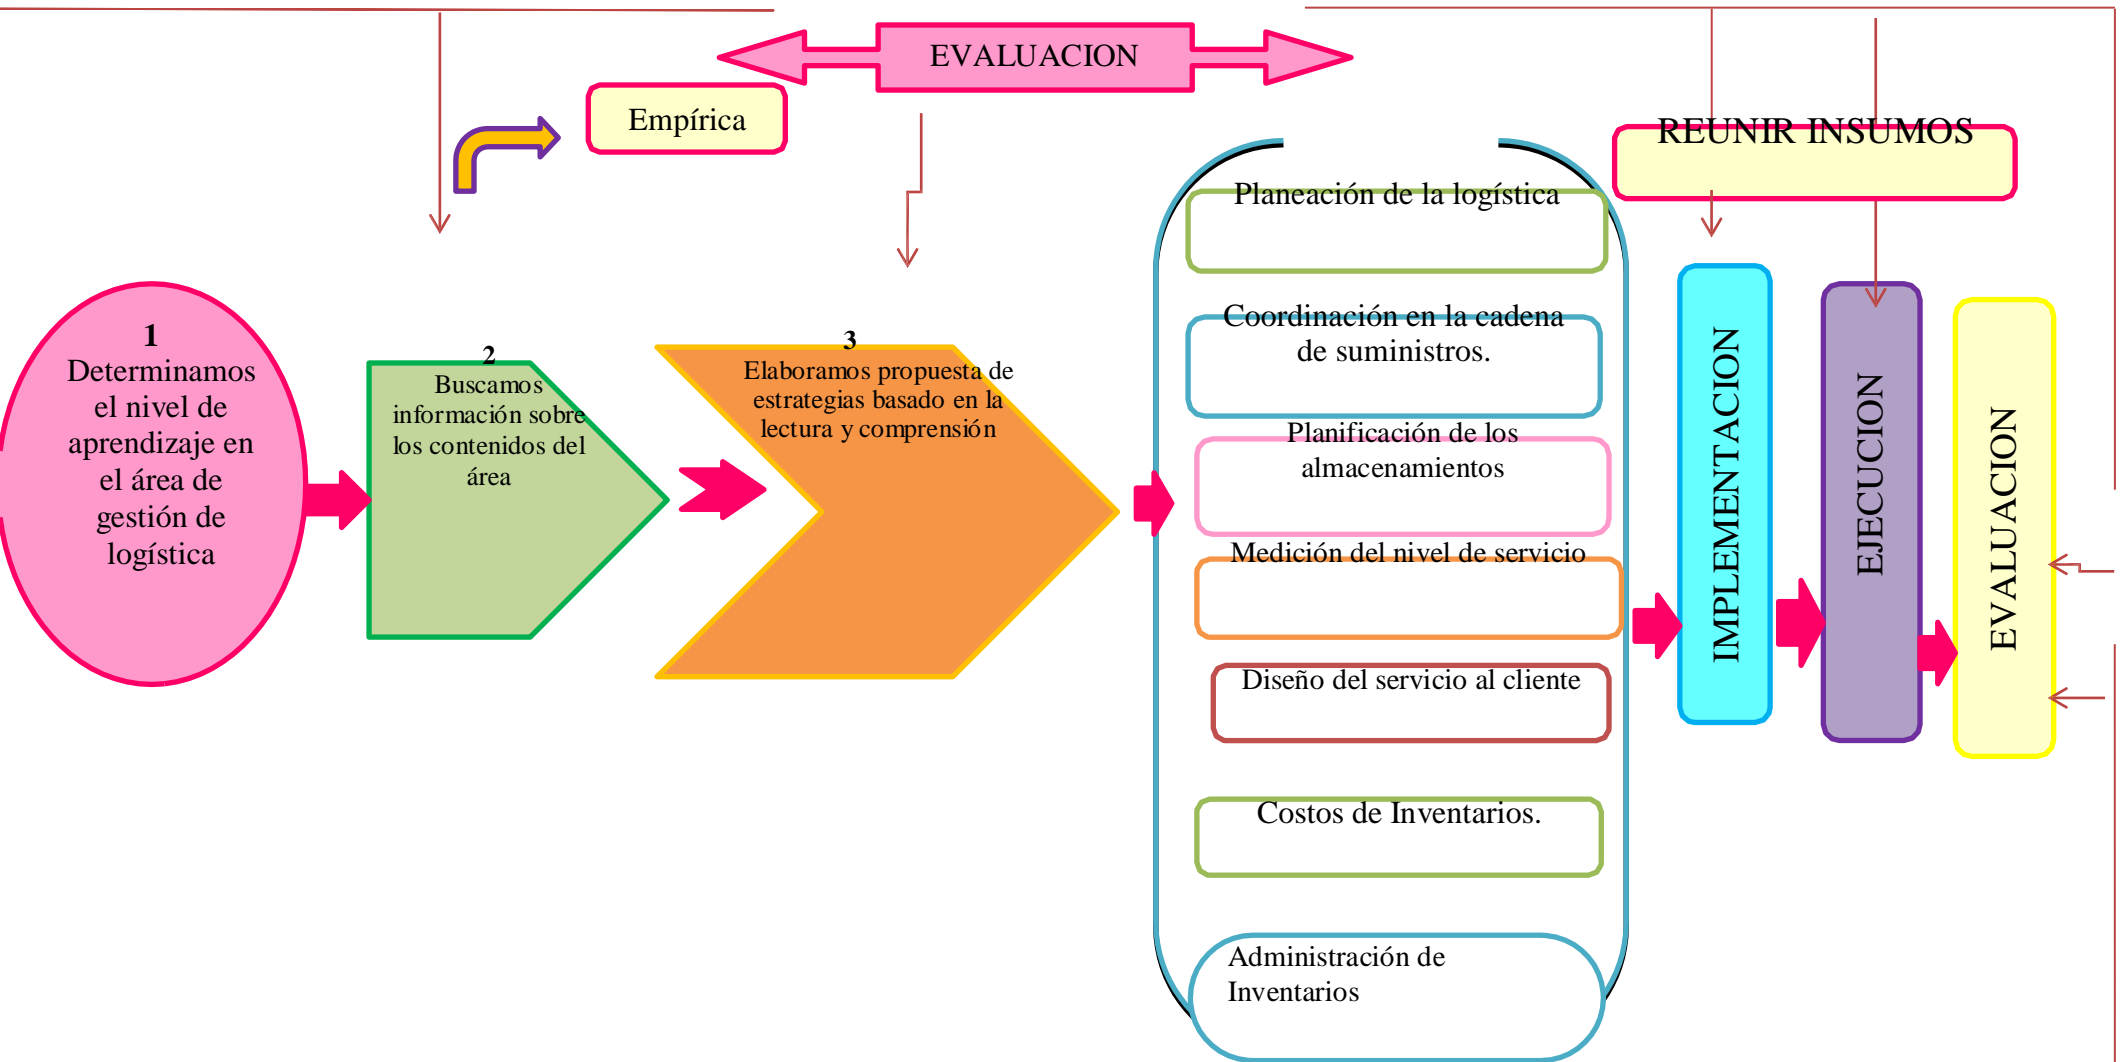 EVALUACION
Empírica
REUNIR INSUMOS
1
Determinamos
el nivel de
aprendizaje en
el área de
gestión de
logística
2
Buscamos
información sobre
los contenidos del
área
3
Elaboramos propuesta de
estrategias basado en la
lectura y comprensión
Planeación de la logística
Coordinación en la cadena
de suministros.
Planificación de los
almacenamientos
Medición del nivel de servicio
Diseño del servicio al cliente
Costos de Inventarios.
Administración de
Inventarios
IMPLEMENTACION
EJECUCION
EVALUACION